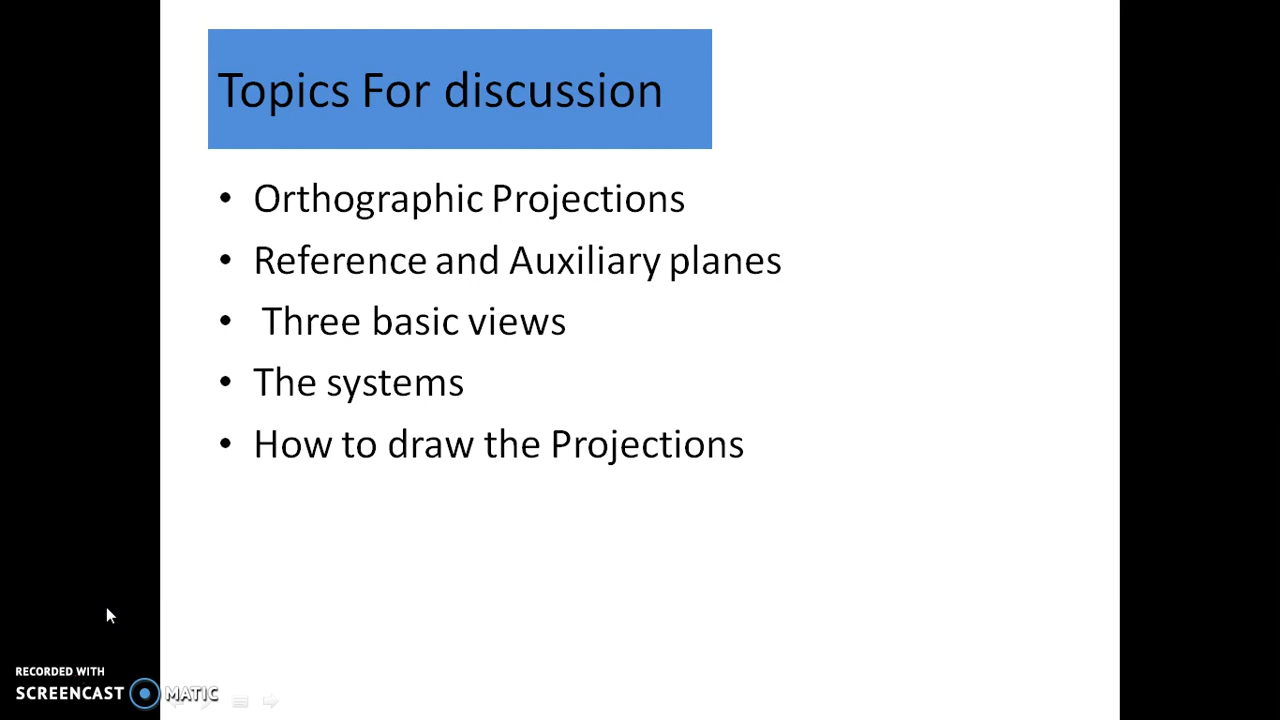 Topics For discussion
• Orthographic Projections
• Reference and Auxiliary planes
• Three basic views
• The systems
• How to draw the Projections
RECORDED WITH
SCREENCAST MATIC